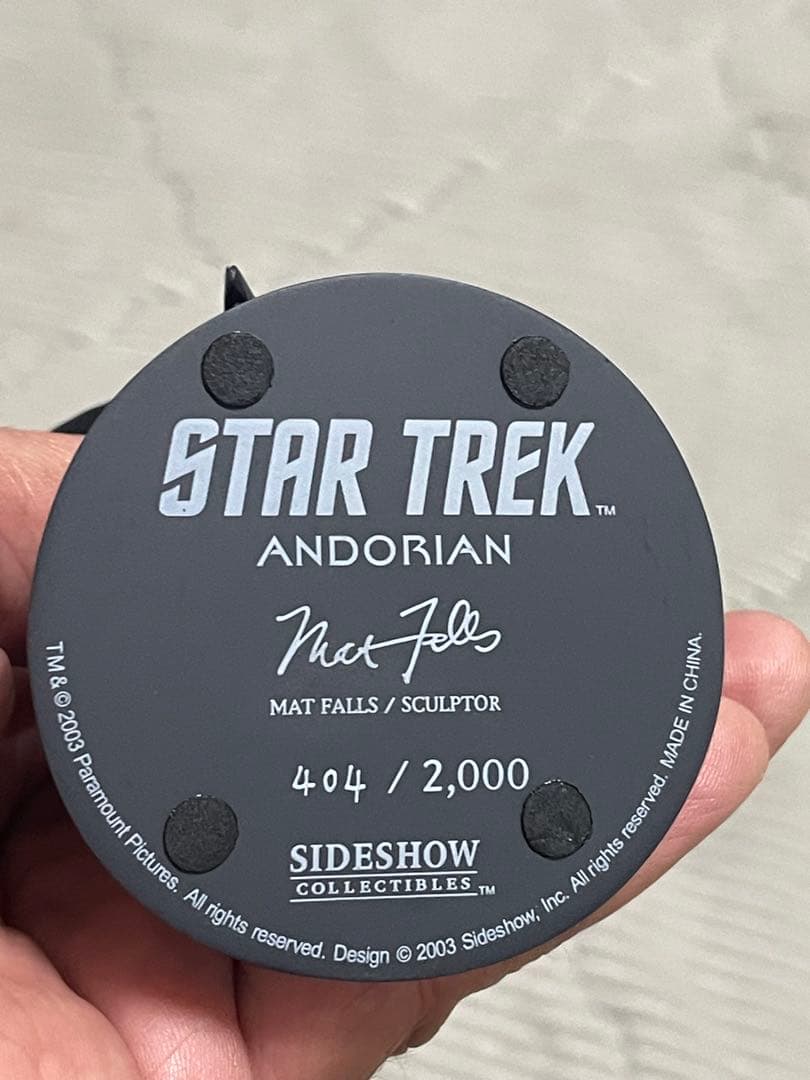 STAR TREK™
ANDORIAN
Mat Falls
MAT FALLS / SCULPTOR
404 / 2,000
SIDESHOW
COLLECTIBLES™
TM & © 2003 Paramount Pictures. All rights reserved. Design © 2003 Sideshow, Inc. All rights reserved. MADE IN CHINA.